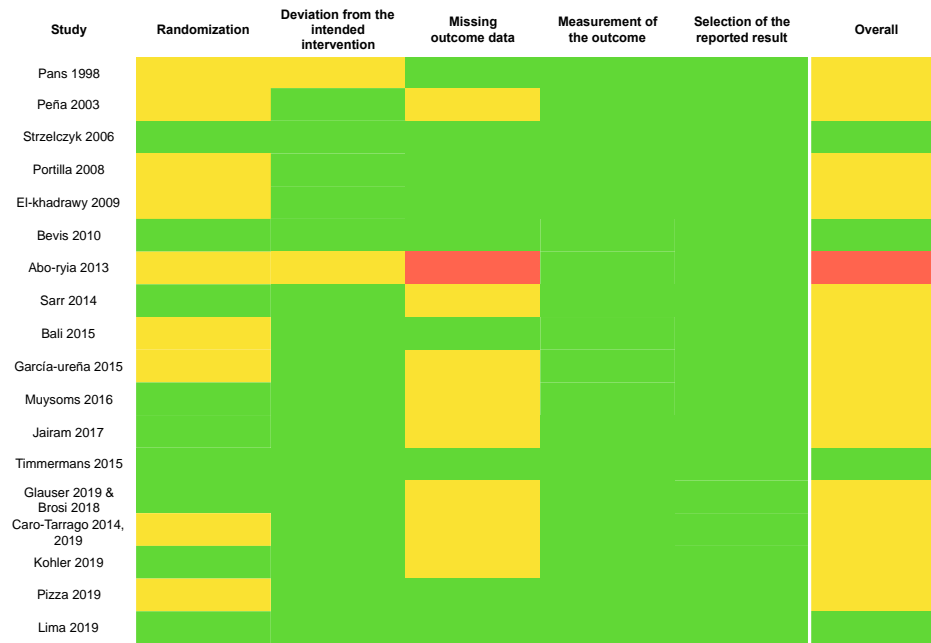 Study
Randomization
Deviation from the
intended
intervention
Missing
outcome data
Measurement of
the outcome
Selection of the
reported result
Overall
Pans 1998
Peña 2003
Strzelczyk 2006
Portilla 2008
El-khadrawy 2009
Bevis 2010
Abo-ryia 2013
Sarr 2014
Bali 2015
García-ureña 2015
Muysoms 2016
Jairam 2017
Timmermans 2015
Glauser 2019 &
Brosi 2018
Caro-Tarrago 2014,
2019
Kohler 2019
Pizza 2019
Lima 2019